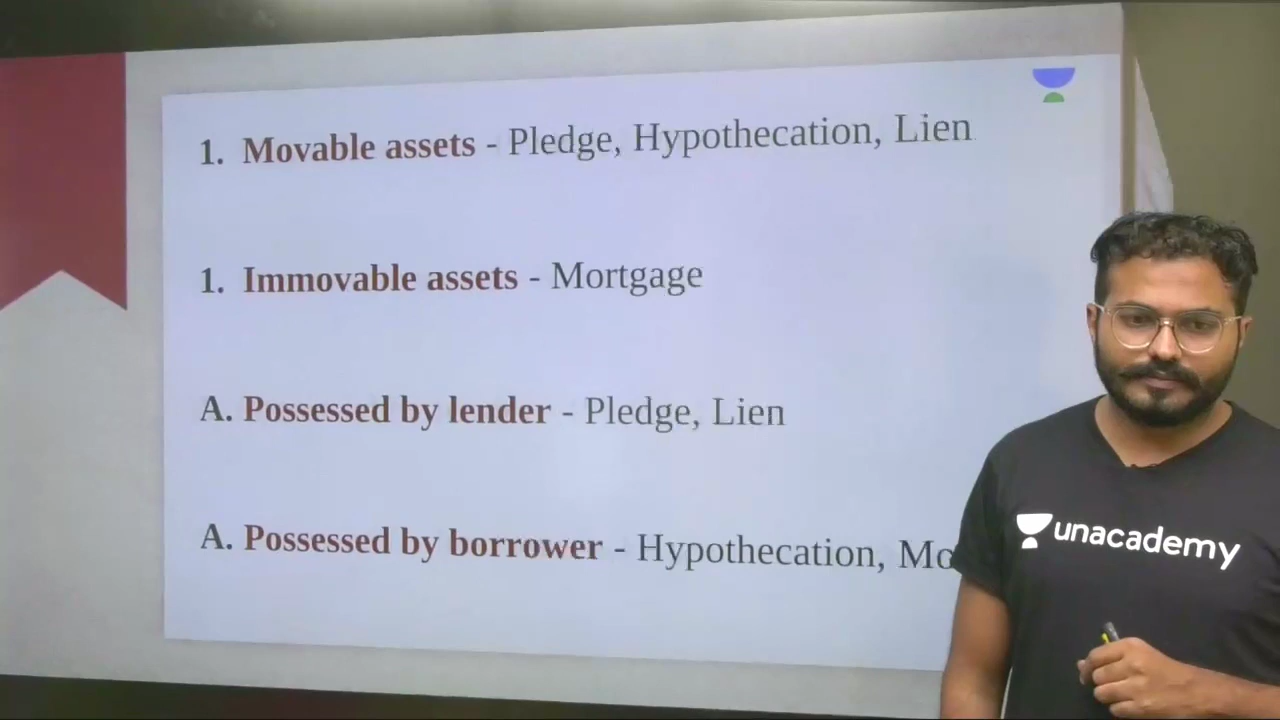 1. Movable assets - Pledge, Hypothecation, Lien
1. Immovable assets - Mortgage
A. Possessed by lender - Pledge, Lien
A. Possessed by borrower - Hypothecation,
unacademy